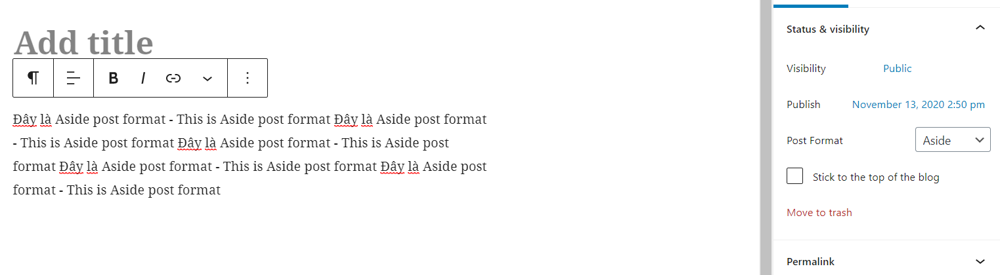 Add title
B I
Đây là Aside post format - This is Aside post format Đây là Aside post format
- This is Aside post format Đây là Aside post format - This is Aside post
format Đây là Aside post format - This is Aside post format Đây là Aside post
format - This is Aside post format
Status & visibility
Visibility Public
Publish November 13, 2020 2:50 pm
Post Format Aside
Stick to the top of the blog
Move to trash
Permalink